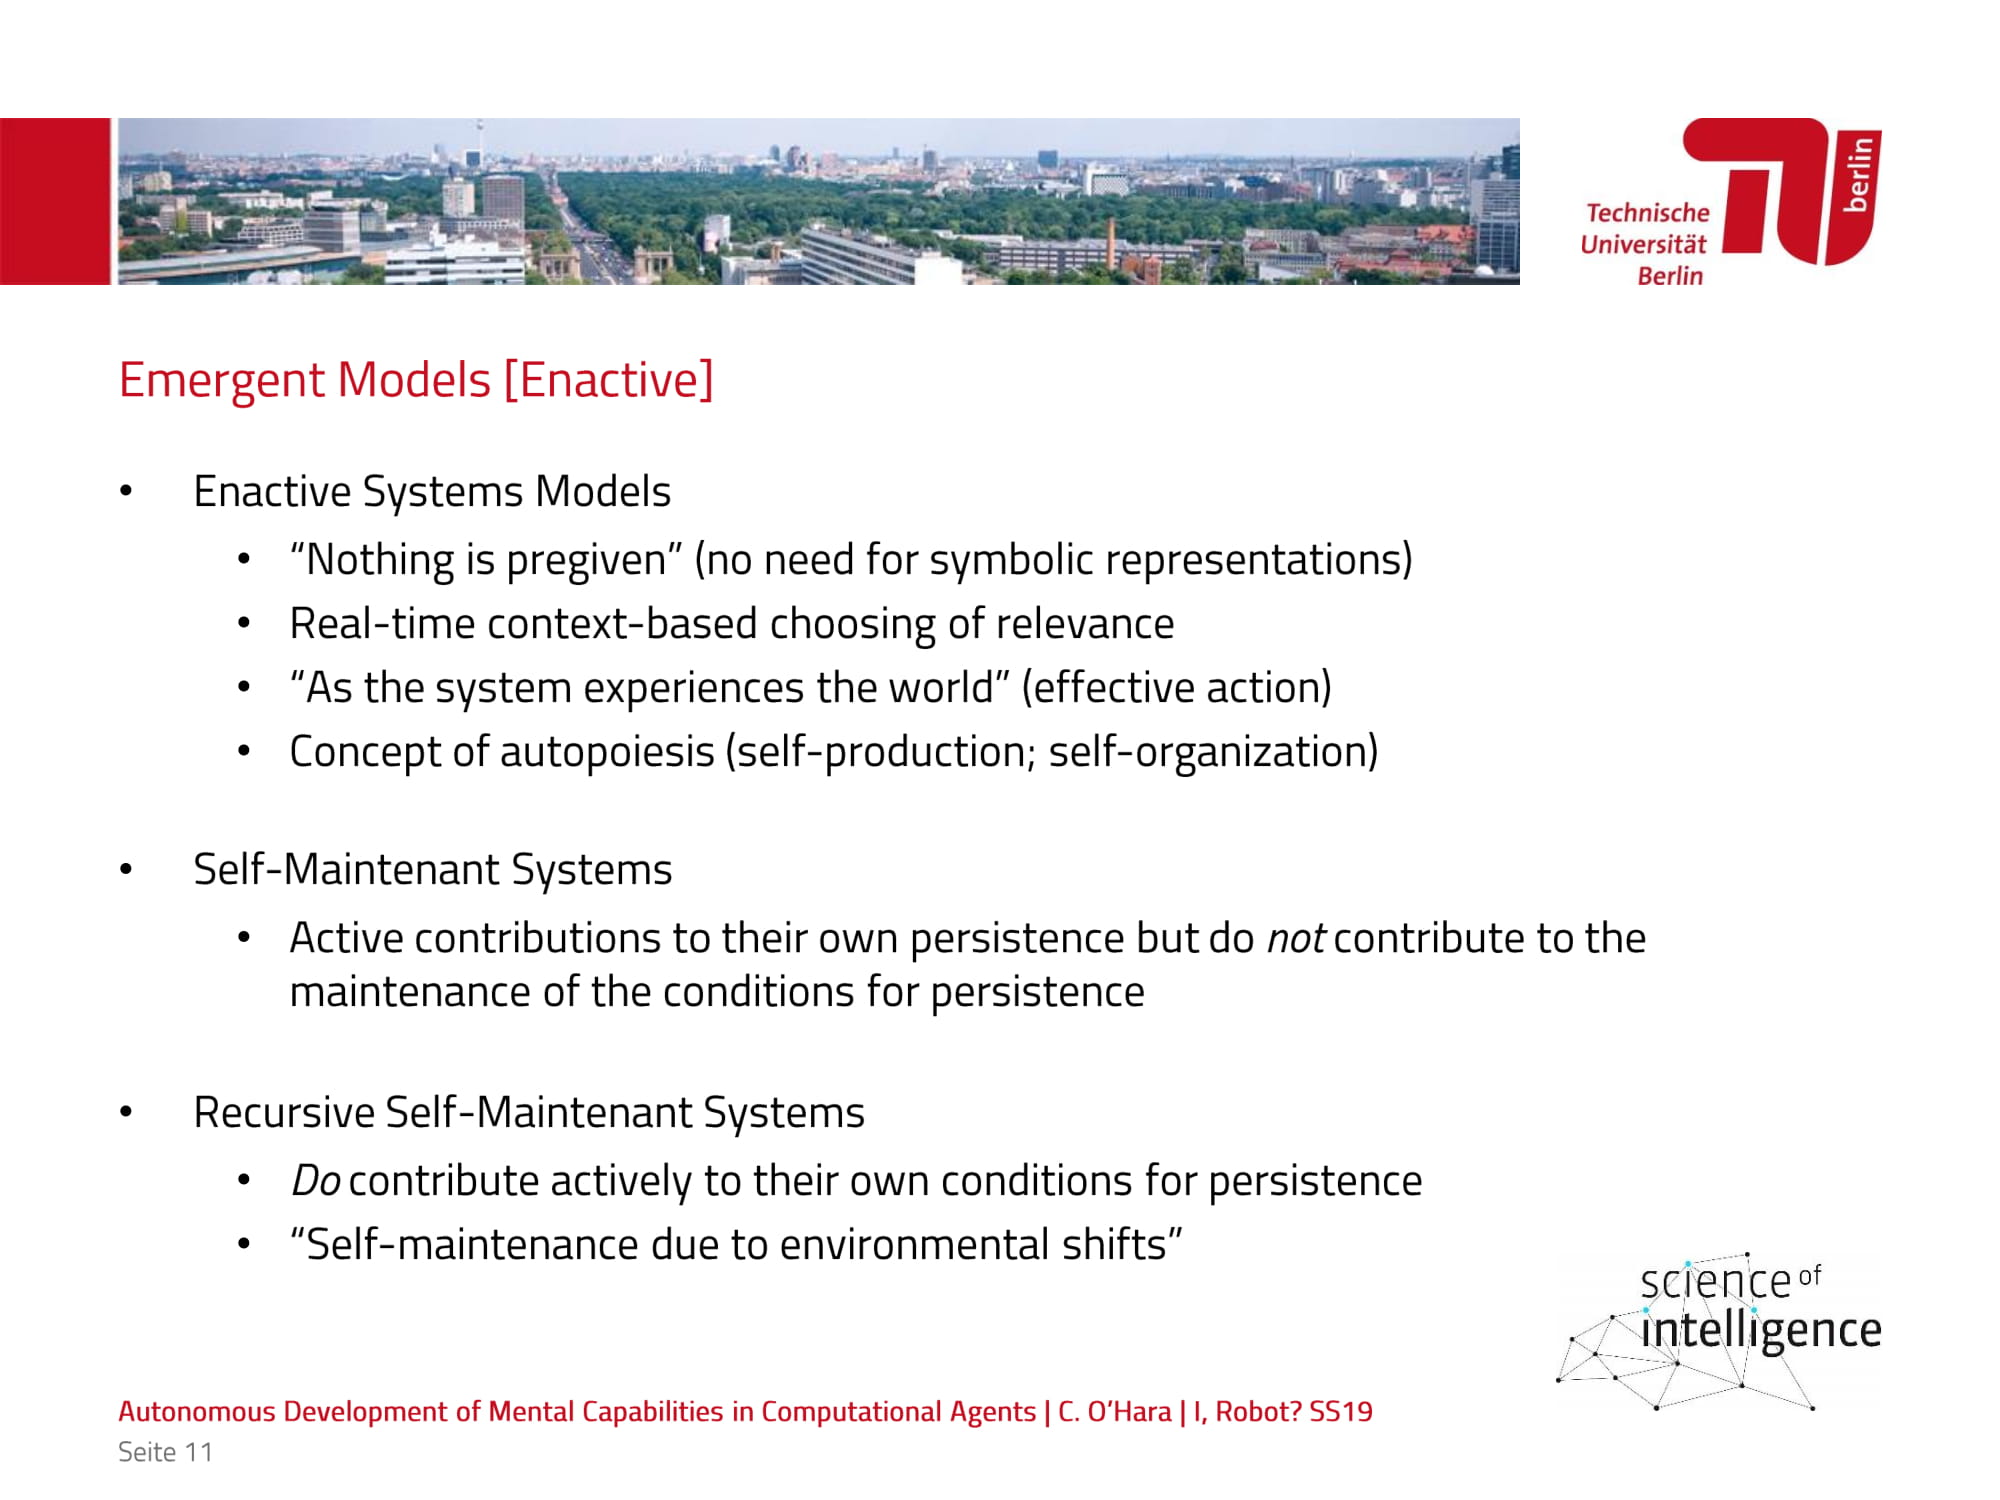 Technische
Universität
Berlin
berlin
Emergent Models [Enactive]
• Enactive Systems Models
• “Nothing is pregiven” (no need for symbolic representations)
• Real-time context-based choosing of relevance
• “As the system experiences the world” (effective action)
• Concept of autopoiesis (self-production; self-organization)
• Self-Maintenant Systems
• Active contributions to their own persistence but do not contribute to the
maintenance of the conditions for persistence
• Recursive Self-Maintenant Systems
• Do contribute actively to their own conditions for persistence
• “Self-maintenance due to environmental shifts”
science of
intelligence
Autonomous Development of Mental Capabilities in Computational Agents | C. O’Hara | I, Robot? SS19
Seite 11